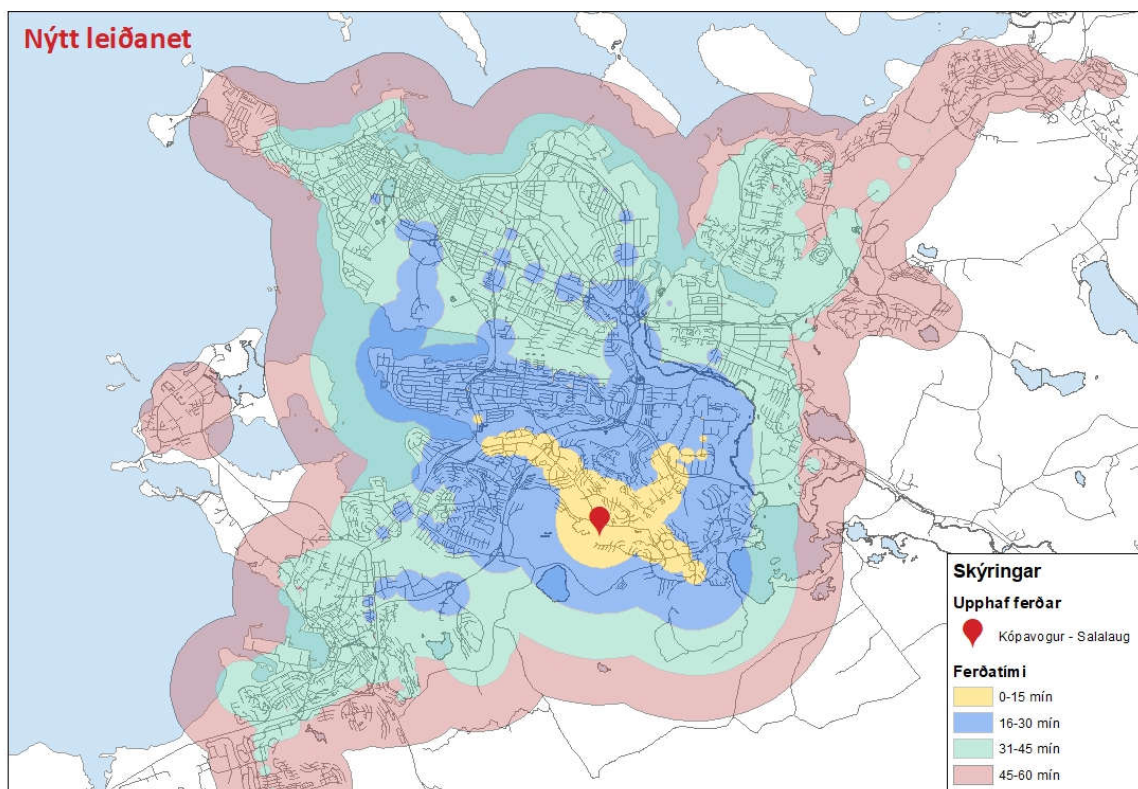 Nýtt leiðanet
Skýringar
Upphaf ferðar
Kópavogur - Salalaug
Ferðatími
0-15 mín
16-30 mín
31-45 mín
45-60 mín